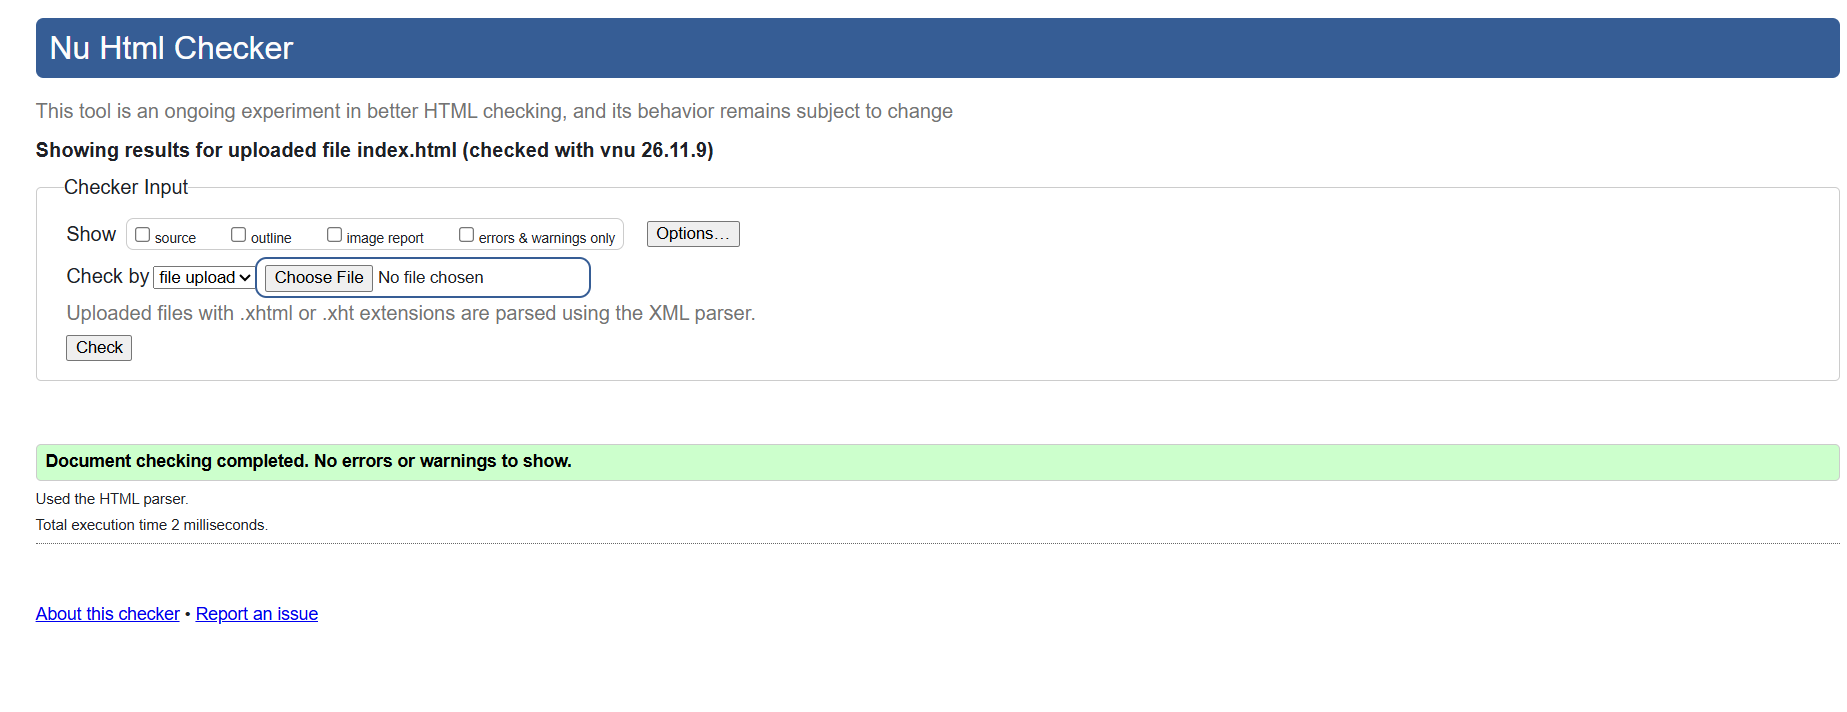 Nu Html Checker
This tool is an ongoing experiment in better HTML checking, and its behavior remains subject to change
Showing results for uploaded file index.html (checked with vnu 26.11.9)
Checker Input
Show source outline image report errors & warnings only Options...
Check by file upload Choose File No file chosen
Uploaded files with .xhtml or .xht extensions are parsed using the XML parser.
Check
Document checking completed. No errors or warnings to show.
Used the HTML parser.
Total execution time 2 milliseconds.
About this checker • Report an issue